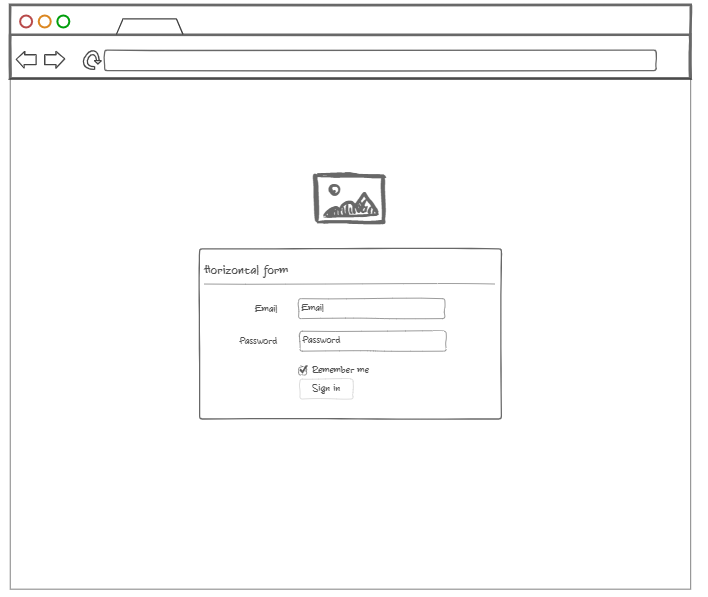 Horizontal form
Email Email
Password Password
Remember me
Sign in